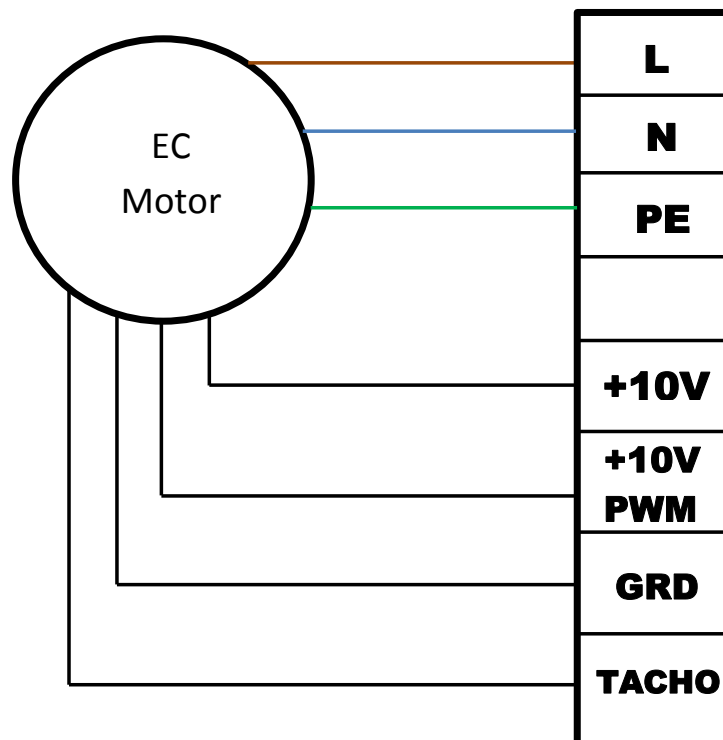 EC
Motor
L
N
PE
+10V
+10V
PWM
GRD
TACHO